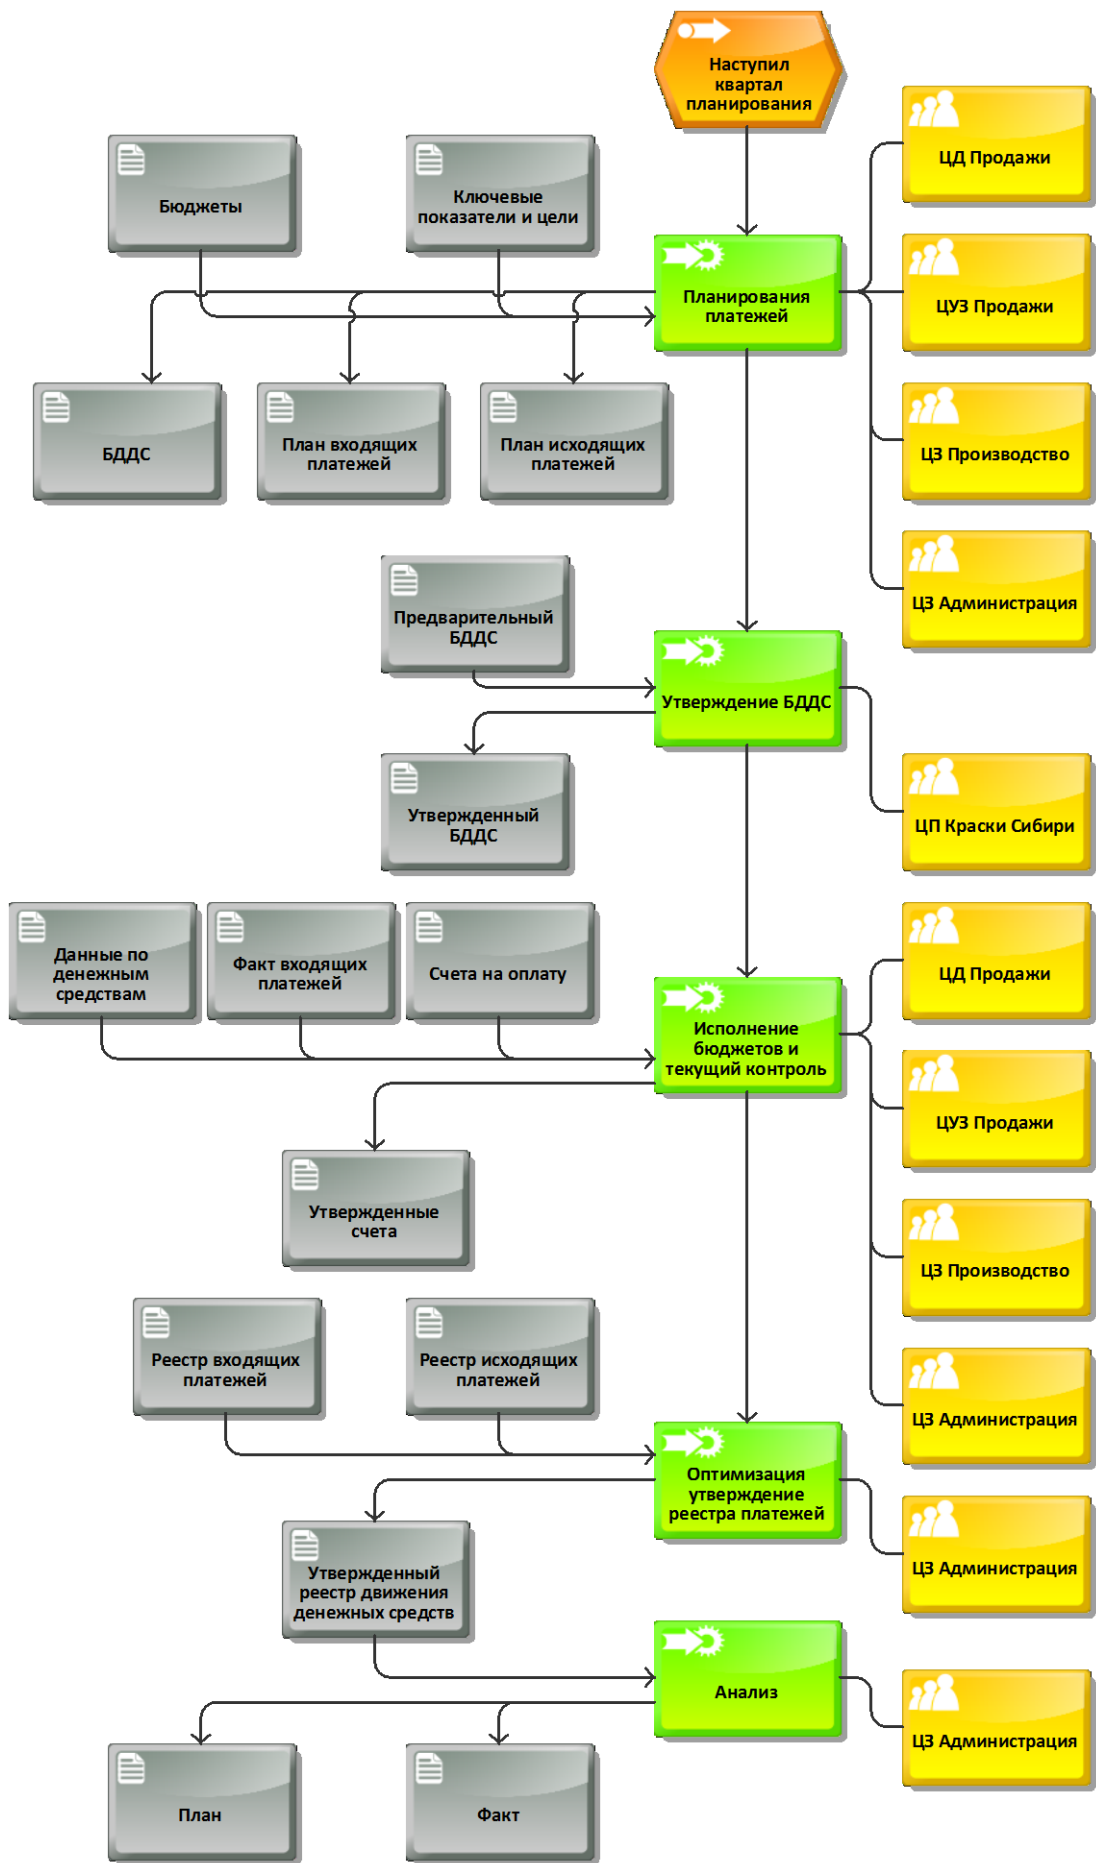 Наступил
квартал
планирования
ЦД Продажи
Бюджеты
Ключевые
показатели и цели
Планирования
платежей
ЦУЗ Продажи
БДДС
План входящих
платежей
План исходящих
платежей
ЦЗ Производство
ЦЗ Администрация
Предварительный
БДДС
Утверждение БДДС
Утвержденный
БДДС
ЦП Краски Сибири
Данные по
денежным
средствам
Факт входящих
платежей
Счета на оплату
ЦД Продажи
Исполнение
бюджетов и
текущий контроль
ЦУЗ Продажи
Утвержденные
счета
ЦЗ Производство
Реестр входящих
платежей
Реестр исходящих
платежей
ЦЗ Администрация
Оптимизация
утверждение
реестра платежей
Утвержденный
реестр движения
денежных средств
ЦЗ Администрация
Анализ
ЦЗ Администрация
План
Факт